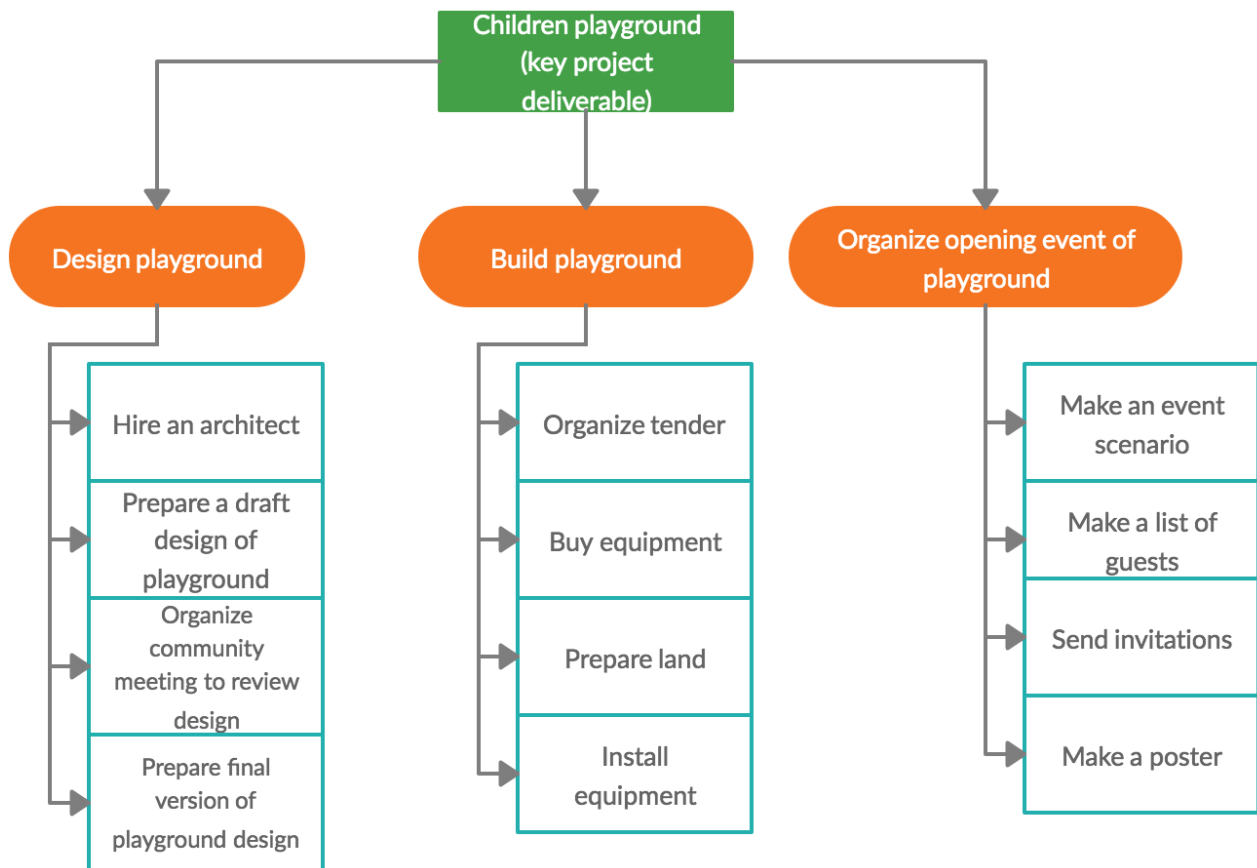 Children playground
(key project
deliverable)
Design playground
Build playground
Organize opening event of
playground
Hire an architect
Prepare a draft
design of
playground
Organize
community
meeting to review
design
Prepare final
version of
playground design
Organize tender
Buy equipment
Prepare land
Install
equipment
Make an event
scenario
Make a list of
guests
Send invitations
Make a poster